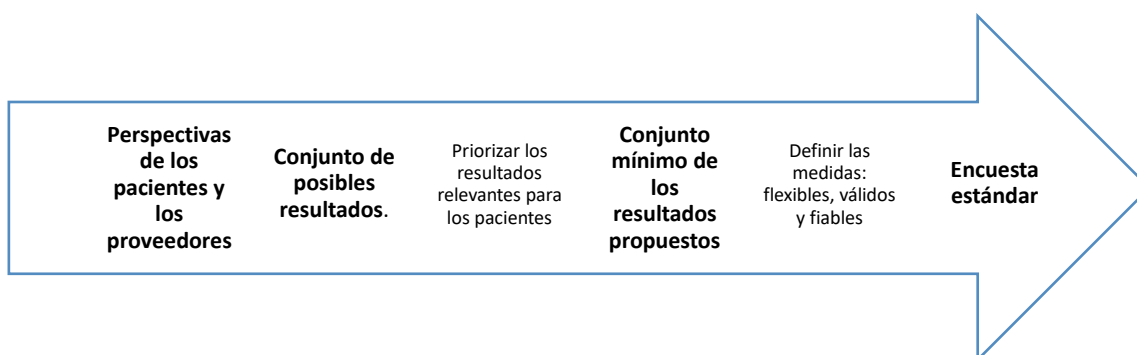 Perspectivas
de los
pacientes y
los
proveedores
Conjunto de
posibles
resultados.
Priorizar los
resultados
relevantes para
los pacientes
Conjunto
mínimo de
los
resultados
propuestos
Definir las
medidas:
flexibles, válidos
y fiables
Encuesta
estándar